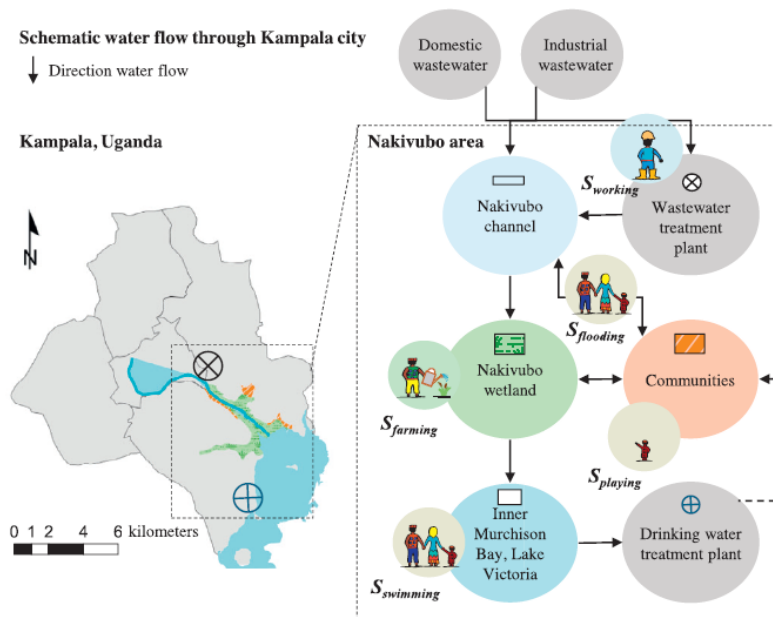 Schematic water flow through Kampala city
Direction water flow
Kampala, Uganda
N
0 1 2 4 6 kilometers
Domestic
wastewater
Industrial
wastewater
Nakivubo area
S working
Nakivubo
channel
Wastewater
treatment
plant
S flooding
Nakivubo
wetland
Communities
S farming
S playing
Inner
Murchison
Bay, Lake
Victoria
Drinking water
treatment plant
S swimming